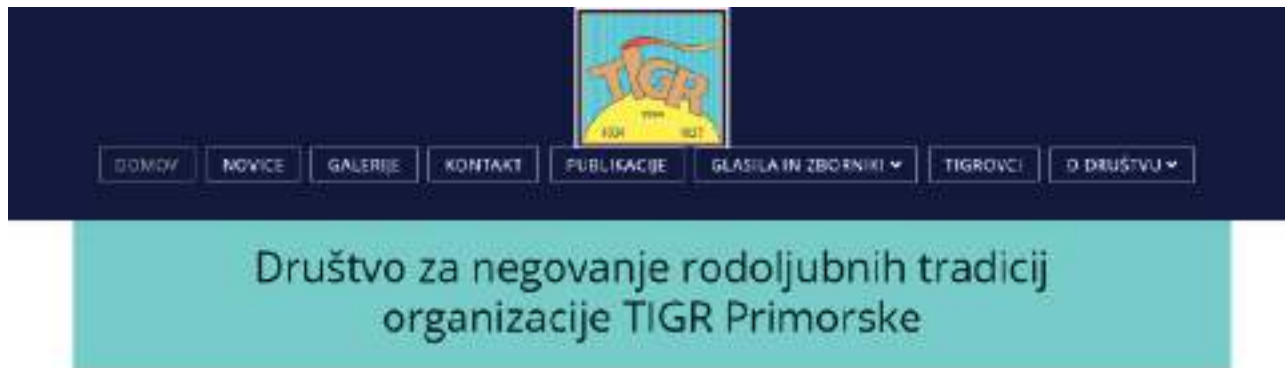 TIGR
DOMOV NOVICE GALERIJE KONTAKT PUBLIKACIJE GLASILA IN ZBORNIKI TIGROVCI O DRUŠTVU
Društvo za negovanje rodoljubnih tradicij
organizacije TIGR Primorske